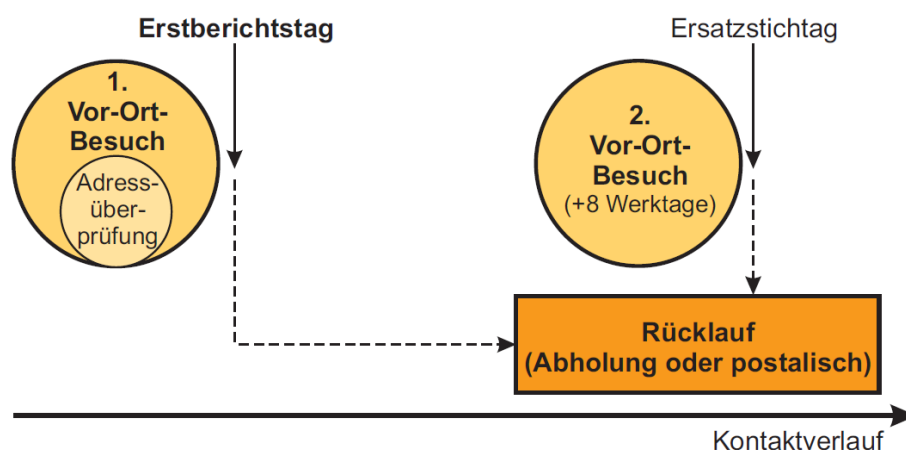 Erstberichtstag
Ersatzstichtag
1.
Vor-Ort-
Besuch
Adress-
über-
prüfung
2.
Vor-Ort-
Besuch
(+8 Werktage)
Rücklauf
(Abholung oder postalisch)
Kontaktverlauf